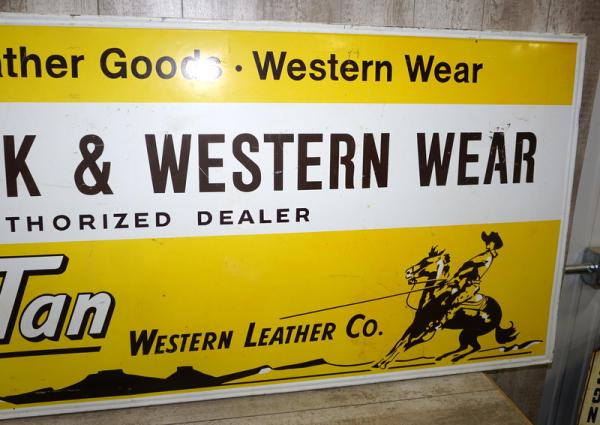 ather Goods · Western Wear
K & WESTERN WEAR
THORIZED DEALER
Tan
WESTERN LEATHER CO.